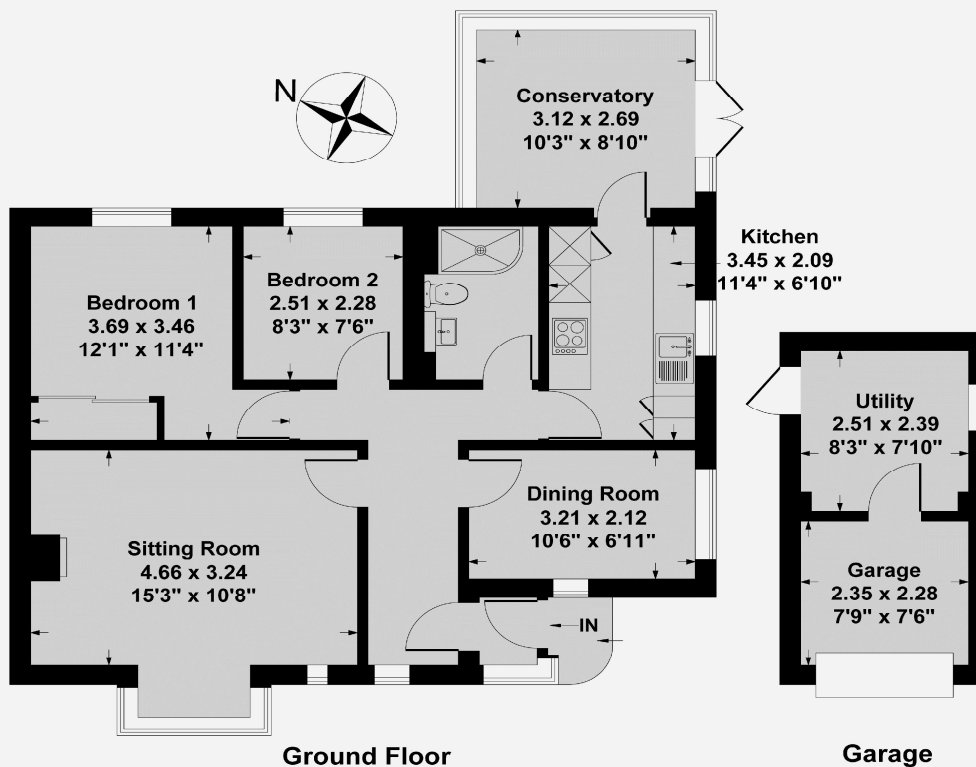 N
Conservatory
3.12 x 2.69
10'3" x 8'10"
Kitchen
3.45 x 2.09
11'4" x 6'10"
Bedroom 1
3.69 x 3.46
12'1" x 11'4"
Bedroom 2
2.51 x 2.28
8'3" x 7'6"
Utility
2.51 x 2.39
8'3" x 7'10"
Sitting Room
4.66 x 3.24
15'3" x 10'8"
Dining Room
3.21 x 2.12
10'6" x 6'11"
Garage
2.35 x 2.28
7'9" x 7'6"
IN
Ground Floor
Garage